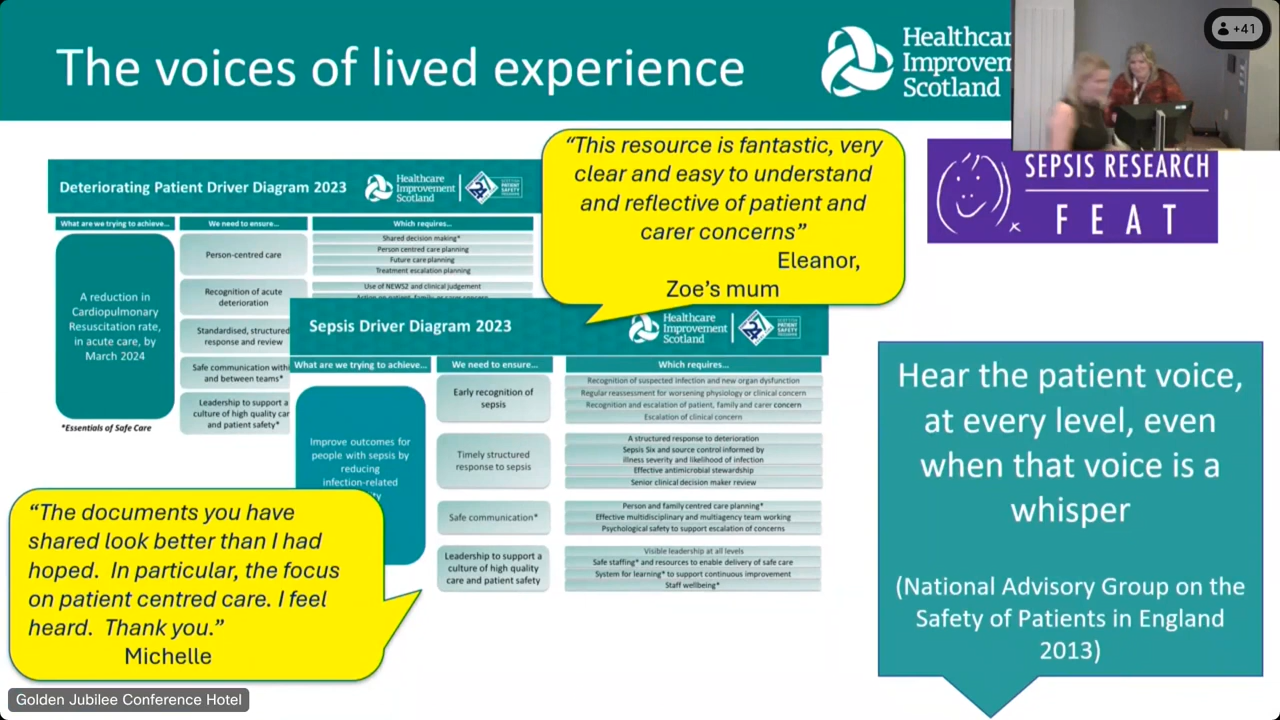 The voices of lived experience
Healthcar
Improvem
Scotland
+41
Deteriorating Patient Driver Diagram 2023
Healthcare
Improvement
Scotland
What are we trying to achieve...
We need to ensure...
Which requires...
A reduction in
Cardiopulmonary
Resuscitation rate,
in acute care, by
March 2024
*Essentials of Safe Care
Person-centred care
Recognition of acute
deterioration
Standardised, structured
response and review
Safe communication withi
and between teams*
Leadership to support a
culture of high quality car
and patient safety*
Shared decision making*
Person centred care planning
Future care planning
Treatment escalation planning
Use of NEWS2 and clinical judgement
“This resource is fantastic, very
clear and easy to understand
and reflective of patient and
carer concerns”
Eleanor,
Zoe’s mum
SEPSIS RESEARCH
FEAT
Sepsis Driver Diagram 2023
Healthcare
Improvement
Scotland
SCOTTISH
PATIENT
SAFETY
PROGRAMME
What are we trying to achieve...
We need to ensure...
Which requires...
Improve outcomes for
people with sepsis by
reducing
infection-related
Early recognition of
sepsis
Timely structured
response to sepsis
Safe communication*
Leadership to support a
culture of high quality
care and patient safety
Recognition of suspected infection and new organ dysfunction
Regular reassessment for worsening physiology or clinical concern
Recognition and escalation of patient, family and carer concern
Escalation of clinical concern
A structured response to deterioration
Sepsis Six and source control informed by
illness severity and likelihood of infection
Effective antimicrobial stewardship
Senior clinical decision maker review
Person and family centred care planning*
Effective multidisciplinary and multiagency team working
Psychological safety to support escalation of concerns
Visible leadership at all levels
Safe staffing* and resources to enable delivery of safe care
System for learning* to support continuous improvement
Staff wellbeing*
“The documents you have
shared look better than I had
hoped. In particular, the focus
on patient centred care. I feel
heard. Thank you.”
Michelle
Hear the patient voice,
at every level, even
when that voice is a
whisper
(National Advisory Group on the
Safety of Patients in England
2013)
Golden Jubilee Conference Hotel